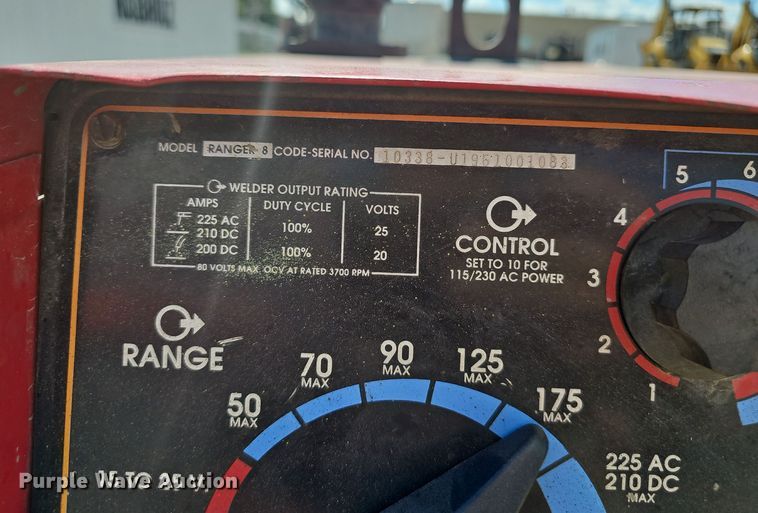 MODEL RANGER 8 CODE-SERIAL NO. 10338-U1961001083
WELDER OUTPUT RATING
AMPS DUTY CYCLE VOLTS
225 AC
210 DC 100% 25
200 DC 100% 20
80 VOLTS MAX. OCV AT RATED 3700 RPM
CONTROL
SET TO 10 FOR
115/230 AC POWER
5 6
4
3
2
1
RANGE
50 MAX
70 MAX
90 MAX
125 MAX
175 MAX
225 AC
210 DC
MAX
Purple Wave Auction